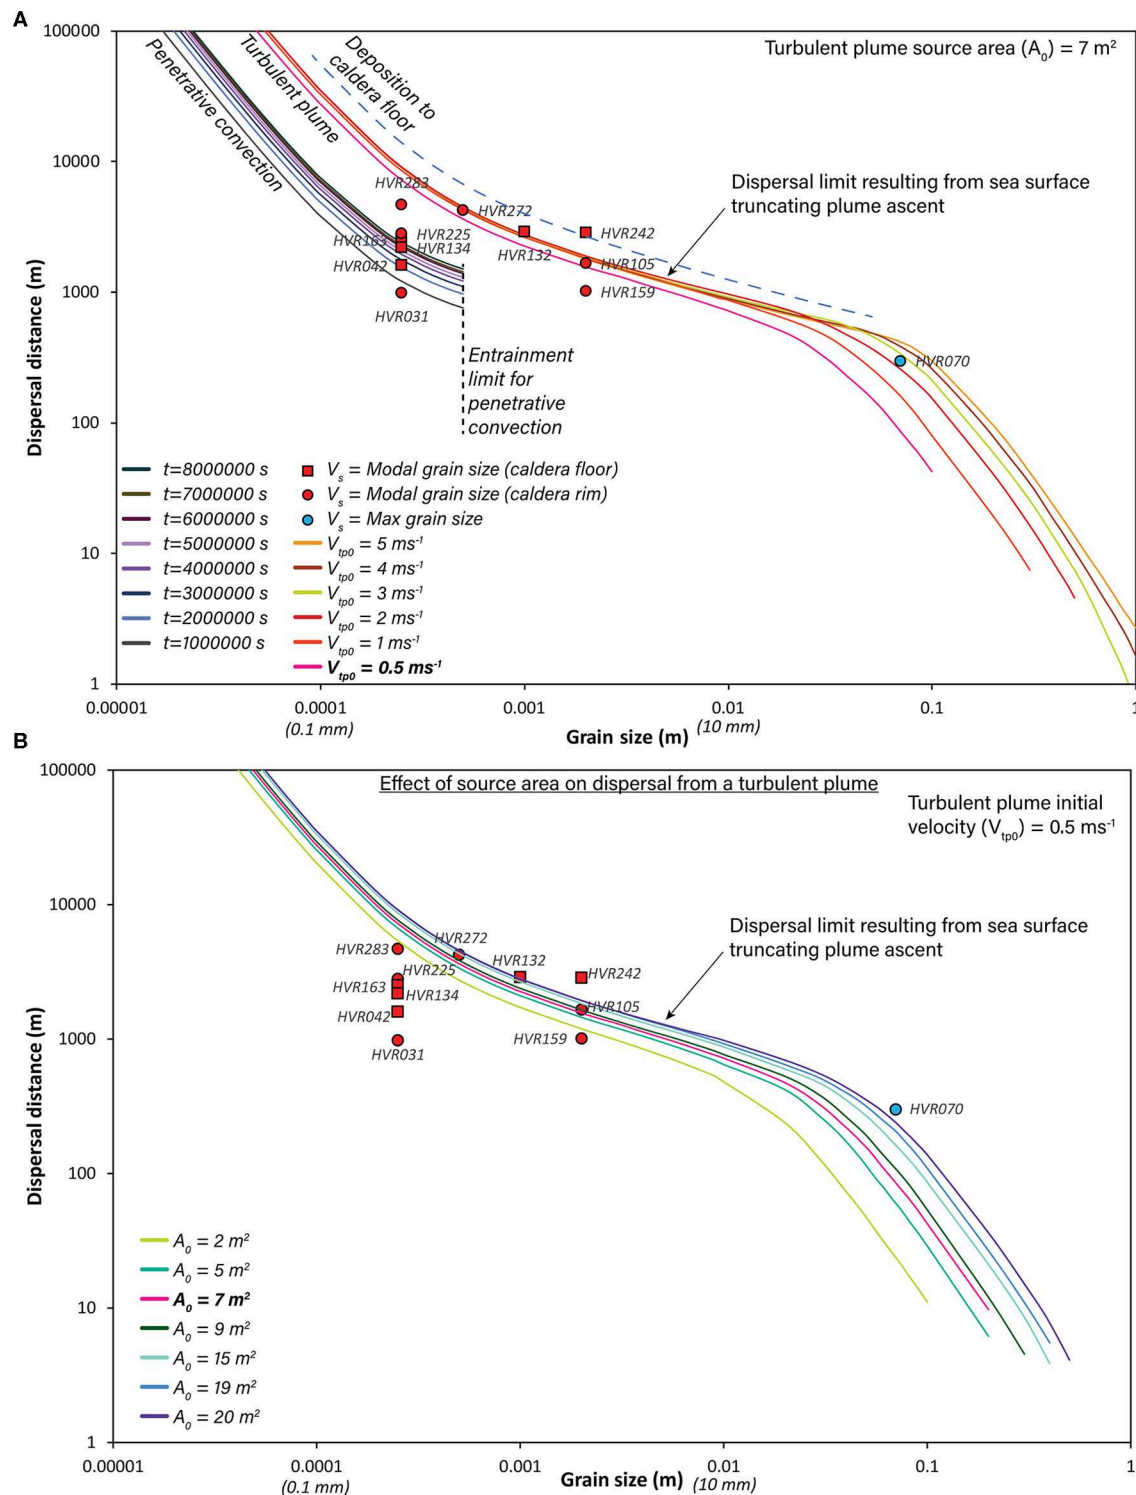 A
100000
10000
1000
100
10
1
Dispersal distance (m)
Penetrative convection
Turbulent plume
Deposition to
caldera floor
Turbulent plume source area (A0) = 7 m²
Dispersal limit resulting from sea surface
truncating plume ascent
HVR283
HVR272
HVR225
HVR163
HVR134
HVR132
HVR242
HVR042
HVR105
HVR159
HVR031
HVR070
Entrainment
limit for
penetrative
convection
t=8000000 s
t=7000000 s
t=6000000 s
t=5000000 s
t=4000000 s
t=3000000 s
t=2000000 s
t=1000000 s
Vs = Modal grain size (caldera floor)
Vs = Modal grain size (caldera rim)
Vs = Max grain size
Vtp0 = 5 ms-1
Vtp0 = 4 ms-1
Vtp0 = 3 ms-1
Vtp0 = 2 ms-1
Vtp0 = 1 ms-1
Vtp0 = 0.5 ms-1
0.00001
0.0001
0.001
0.01
0.1
1
(0.1 mm)
Grain size (m)
(10 mm)
B
100000
10000
1000
100
10
1
Dispersal distance (m)
Effect of source area on dispersal from a turbulent plume
Turbulent plume initial
velocity (Vtp0) = 0.5 ms-1
Dispersal limit resulting from sea surface
truncating plume ascent
HVR272
HVR283
HVR132
HVR225
HVR242
HVR163
HVR134
HVR105
HVR042
HVR159
HVR031
HVR070
A0 = 2 m²
A0 = 5 m²
A0 = 7 m²
A0 = 9 m²
A0 = 15 m²
A0 = 19 m²
A0 = 20 m²
0.00001
0.0001
0.001
0.01
0.1
1
(0.1 mm)
Grain size (m)
(10 mm)